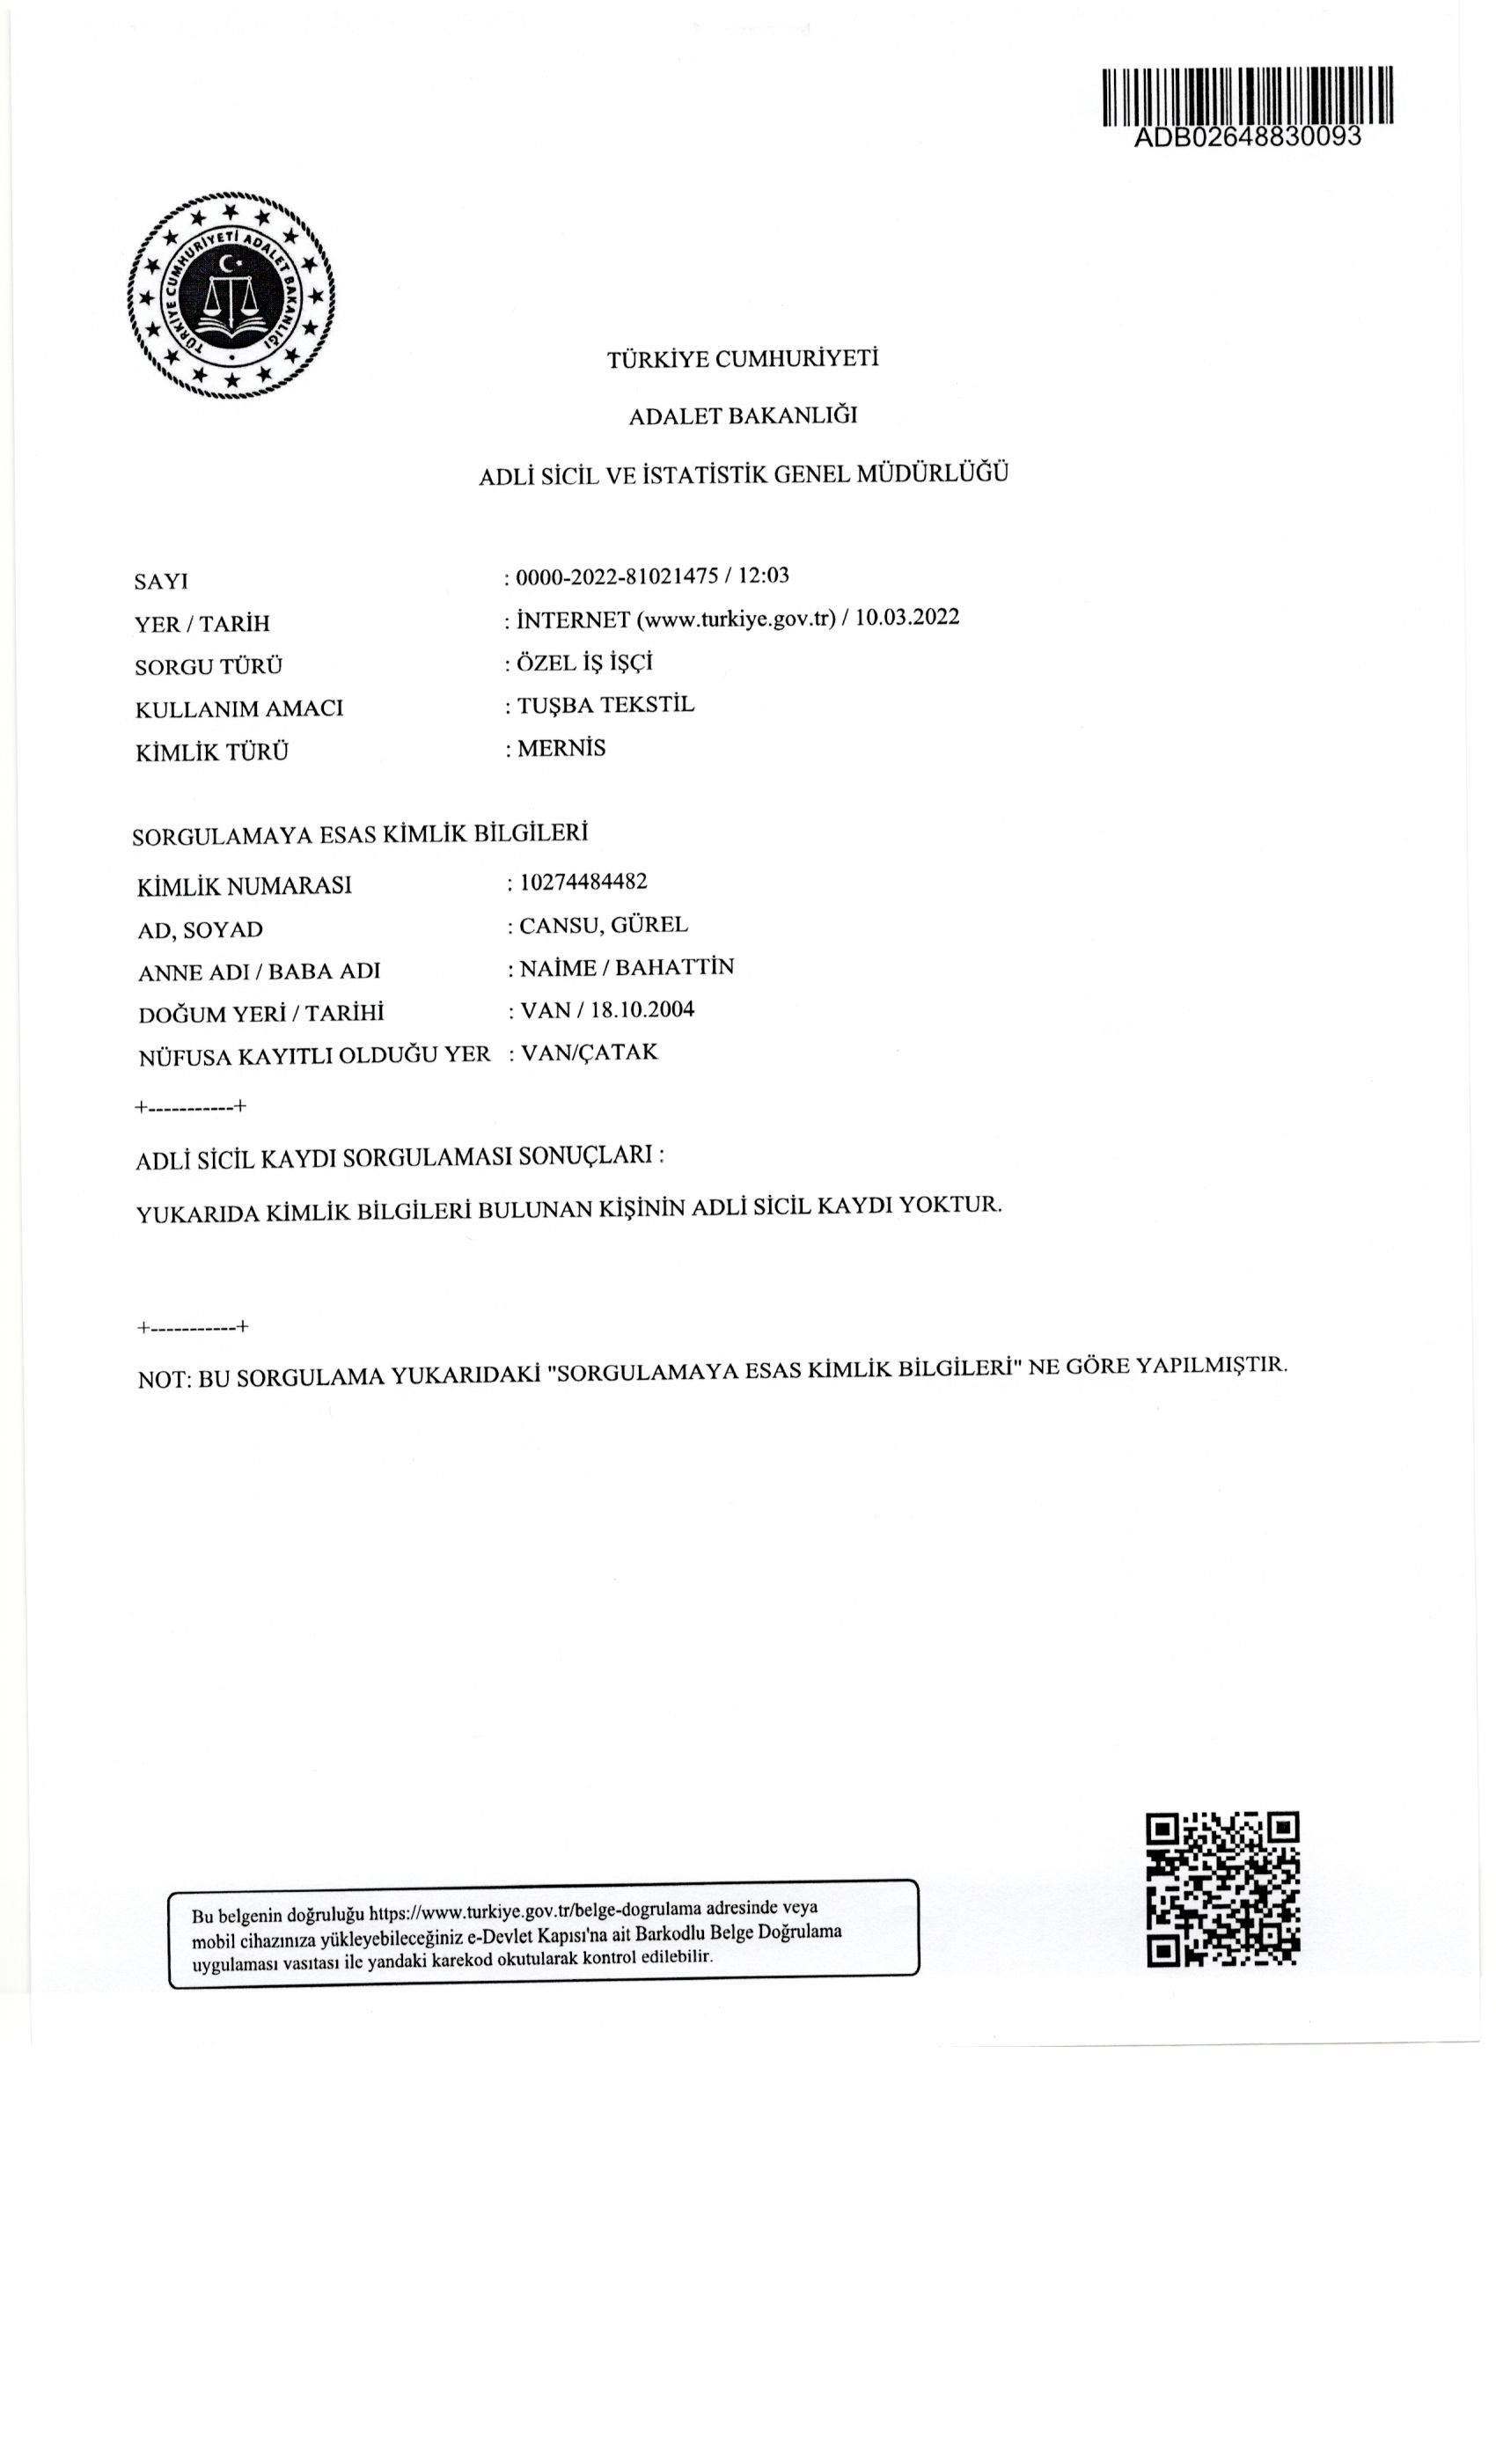 ADB02648830093
TÜRKİYE CUMHURİYETİ ADALET BAKANLIĞI
TÜRKİYE CUMHURİYETİ
ADALET BAKANLIĞI
ADLİ SİCİL VE İSTATİSTİK GENEL MÜDÜRLÜĞÜ
SAYI : 0000-2022-81021475 / 12:03
YER / TARİH : İNTERNET (www.turkiye.gov.tr) / 10.03.2022
SORGU TÜRÜ : ÖZEL İŞ İŞÇİ
KULLANIM AMACI : TUŞBA TEKSTİL
KİMLİK TÜRÜ : MERNİS
SORGULAMAYA ESAS KİMLİK BİLGİLERİ
KİMLİK NUMARASI : 10274484482
AD, SOYAD : CANSU, GÜREL
ANNE ADI / BABA ADI : NAİME / BAHATTİN
DOĞUM YERİ / TARİHİ : VAN / 18.10.2004
NÜFUSA KAYITLI OLDUĞU YER : VAN/ÇATAK
+-----------+
ADLİ SİCİL KAYDI SORGULAMASI SONUÇLARI :
YUKARIDA KİMLİK BİLGİLERİ BULUNAN KİŞİNİN ADLİ SİCİL KAYDI YOKTUR.
+-----------+
NOT: BU SORGULAMA YUKARIDAKİ "SORGULAMAYA ESAS KİMLİK BİLGİLERİ" NE GÖRE YAPILMIŞTIR.
Bu belgenin doğruluğu https://www.turkiye.gov.tr/belge-dogrulama adresinde veya
mobil cihazınıza yükleyebileceğiniz e-Devlet Kapısı'na ait Barkodlu Belge Doğrulama
uygulaması vasıtası ile yandaki karekod okutularak kontrol edilebilir.